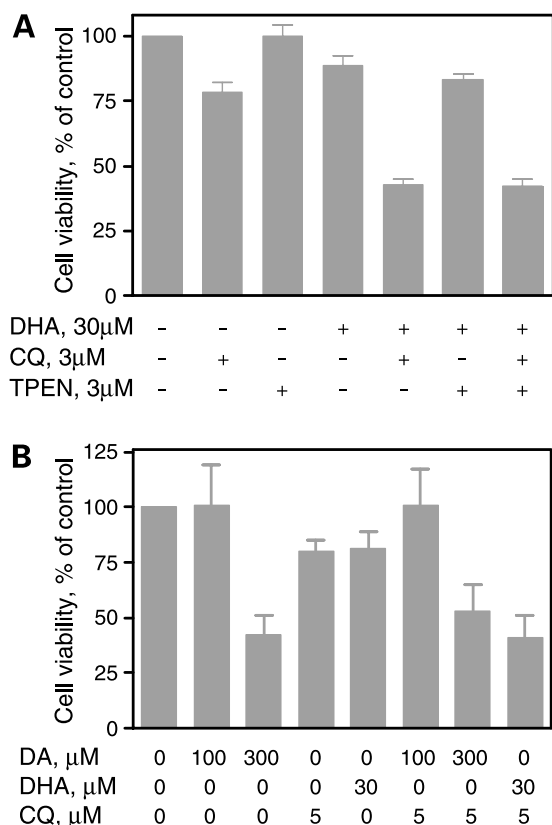 A
Cell viability, % of control
100
75
50
25
0
DHA, 30µM – – – + + + +
CQ, 3µM – + – – + – +
TPEN, 3µM – – + – – + +
B
Cell viability, % of control
125
100
75
50
25
0
DA, µM 0 100 300 0 0 100 300 0
DHA, µM 0 0 0 0 30 0 0 30
CQ, µM 0 0 0 5 0 5 5 5